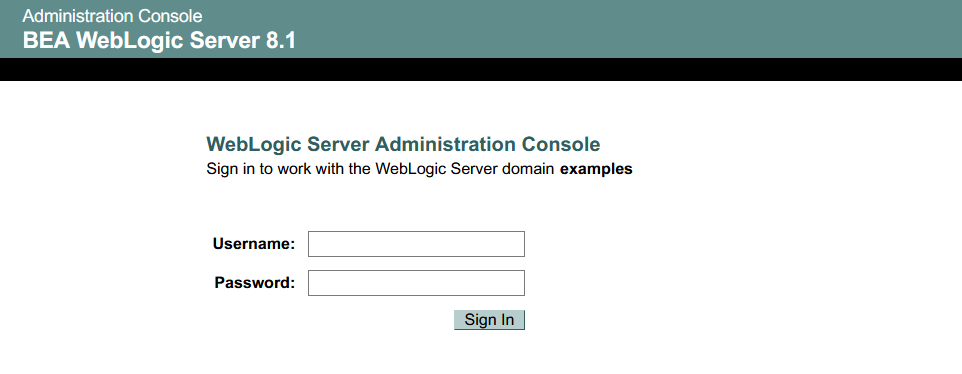 Administration Console
BEA WebLogic Server 8.1
WebLogic Server Administration Console
Sign in to work with the WebLogic Server domain examples
Username:
Password:
Sign In